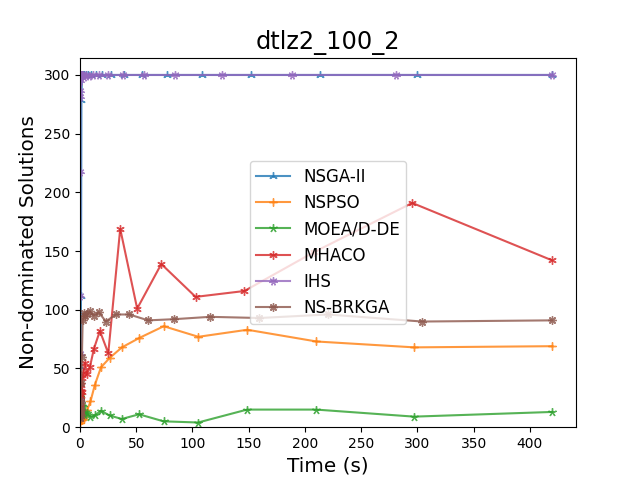 dtlz2_100_2
Non-dominated Solutions
300
250
200
150
100
50
0
NSGA-II
NSPSO
MOEA/D-DE
MHACO
IHS
NS-BRKGA
0 50 100 150 200 250 300 350 400
Time (s)